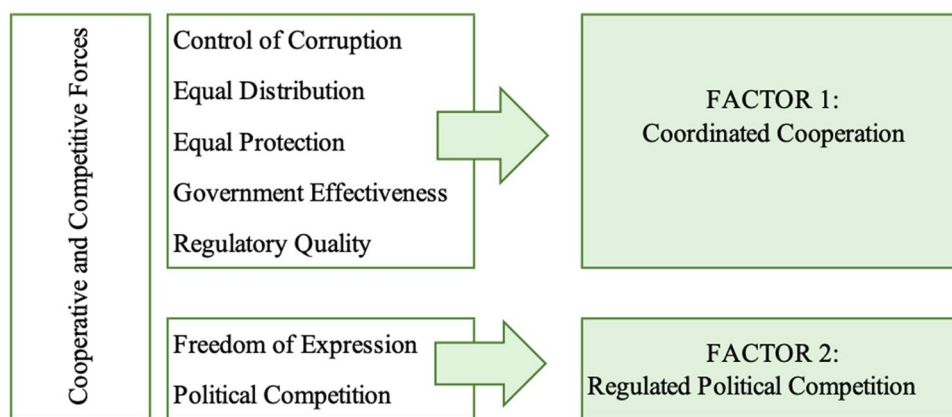 Cooperative and Competitive Forces
Control of Corruption
Equal Distribution
Equal Protection
Government Effectiveness
Regulatory Quality
FACTOR 1:
Coordinated Cooperation
Freedom of Expression
Political Competition
FACTOR 2:
Regulated Political Competition